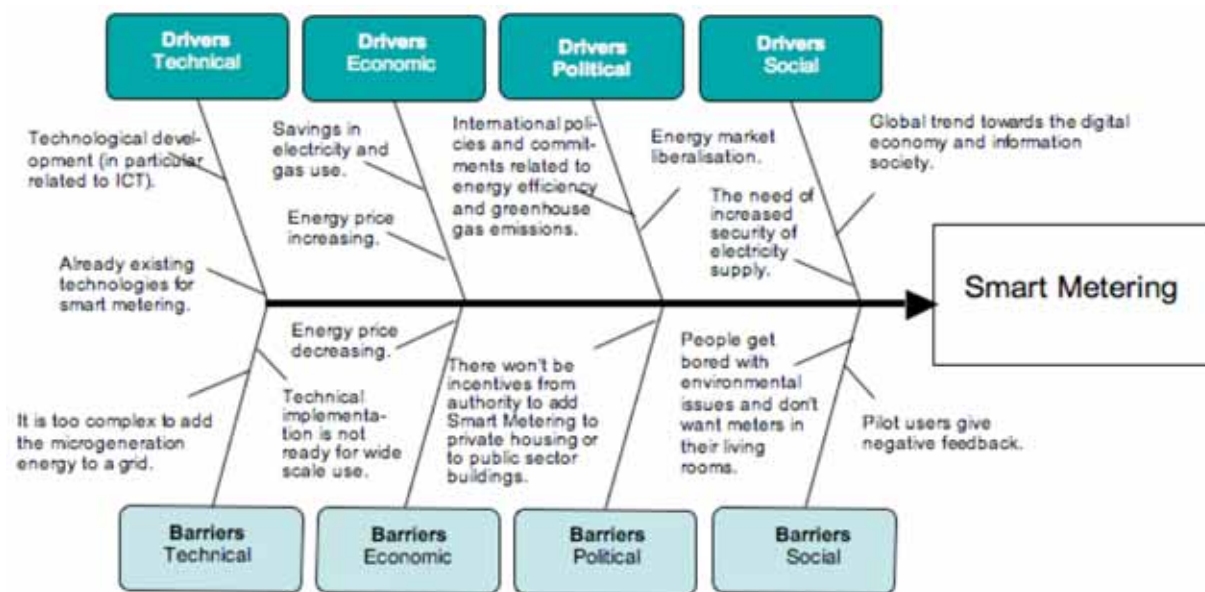 Drivers
Technical
Drivers
Economic
Drivers
Political
Drivers
Social
Technological devel-
opment (in particular
related to ICT).
Already existing
technologies for
smart metering.
Savings in
electricity and
gas use.
Energy price
increasing.
International poli-
cies and commit-
ments related to
energy efficiency
and greenhouse
gas emissions.
Energy market
liberalisation.
The need of
increased
security of
electricity
supply.
Global trend towards the digital
economy and information
society.
Smart Metering
It is too complex to add
the microgeneration
energy to a grid.
Technical
implementa-
tion is not
ready for wide
scale use.
Energy price
decreasing.
There won't be
incentives from
authority to add
Smart Metering to
private housing or
to public sector
buildings.
People get
bored with
environmental
issues and don't
want meters in
their living
rooms.
Pilot users give
negative feedback.
Barriers
Technical
Barriers
Economic
Barriers
Political
Barriers
Social